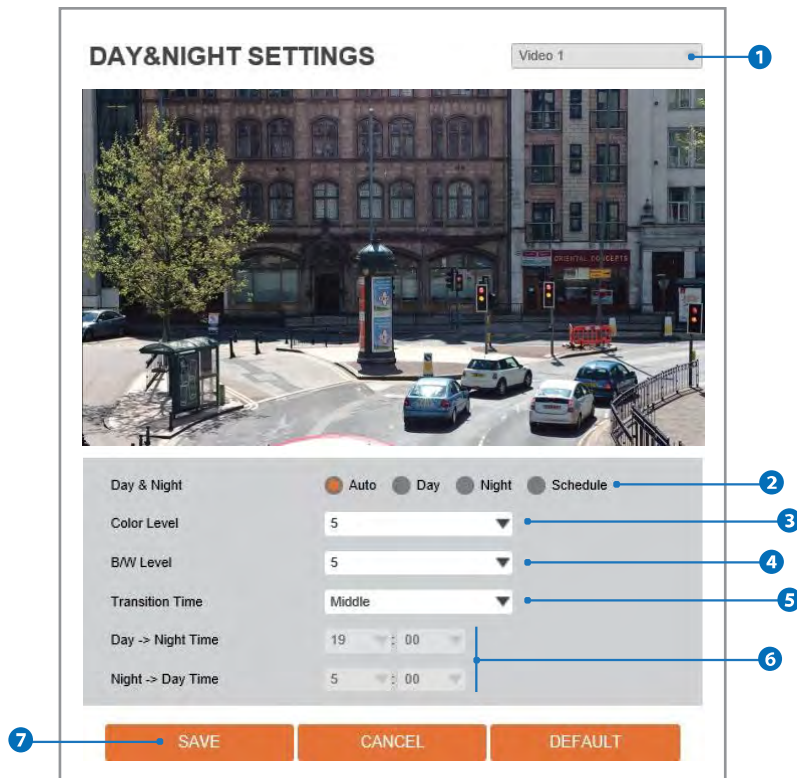 DAY&NIGHT SETTINGS
Video 1
1
ORIENTAL CONCEPTS
Day & Night
Auto Day Night Schedule
2
Color Level
5
3
B/W Level
5
4
Transition Time
Middle
5
Day -> Night Time
19 : 00
6
Night -> Day Time
5 : 00
7
SAVE
CANCEL
DEFAULT